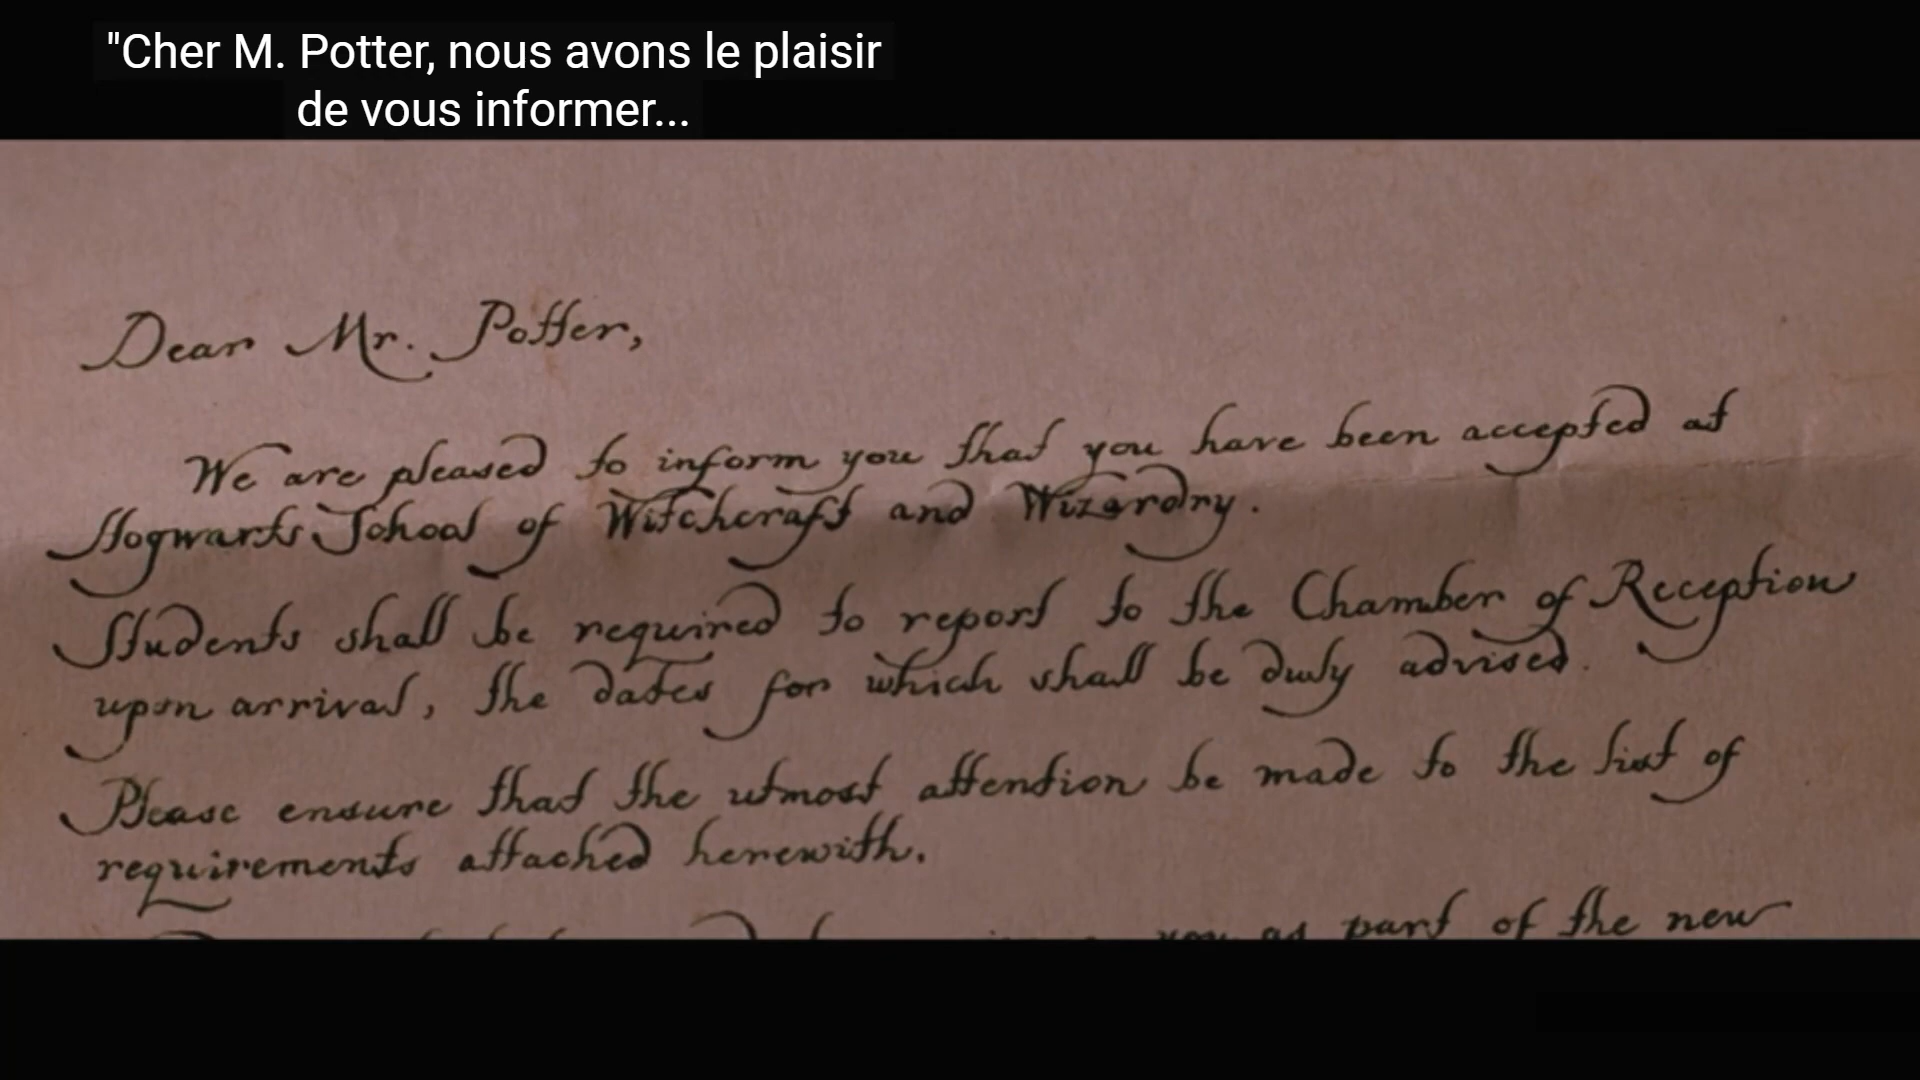 "Cher M. Potter, nous avons le plaisir
de vous informer...
Dear Mr. Potter,
We are pleased to inform you that you have been accepted at
Hogwarts School of Witchcraft and Wizardry.
Students shall be required to report to the Chamber of Reception
upon arrival, the dates for which shall be duly advised.
Please ensure that the utmost attention be made to the list of
requirements attached herewith.
you as part of the new